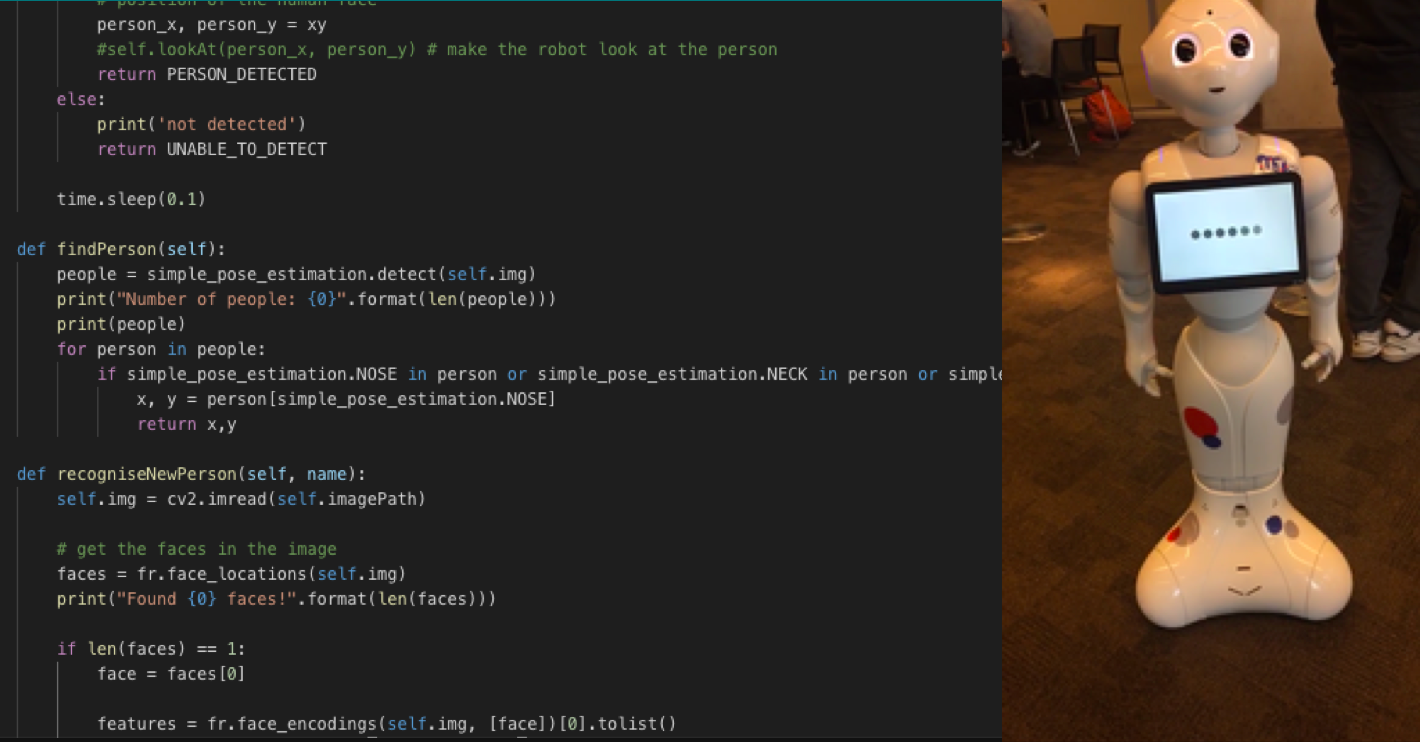 # position of the human face
person_x, person_y = xy
#self.lookAt(person_x, person_y) # make the robot look at the person
return PERSON_DETECTED
else:
print('not detected')
return UNABLE_TO_DETECT
time.sleep(0.1)
def findPerson(self):
people = simple_pose_estimation.detect(self.img)
print("Number of people: {0}".format(len(people)))
print(people)
for person in people:
if simple_pose_estimation.NOSE in person or simple_pose_estimation.NECK in person or simple
x, y = person[simple_pose_estimation.NOSE]
return x,y
def recogniseNewPerson(self, name):
self.img = cv2.imread(self.imagePath)
# get the faces in the image
faces = fr.face_locations(self.img)
print("Found {0} faces!".format(len(faces)))
if len(faces) == 1:
face = faces[0]
features = fr.face_encodings(self.img, [face])[0].tolist()